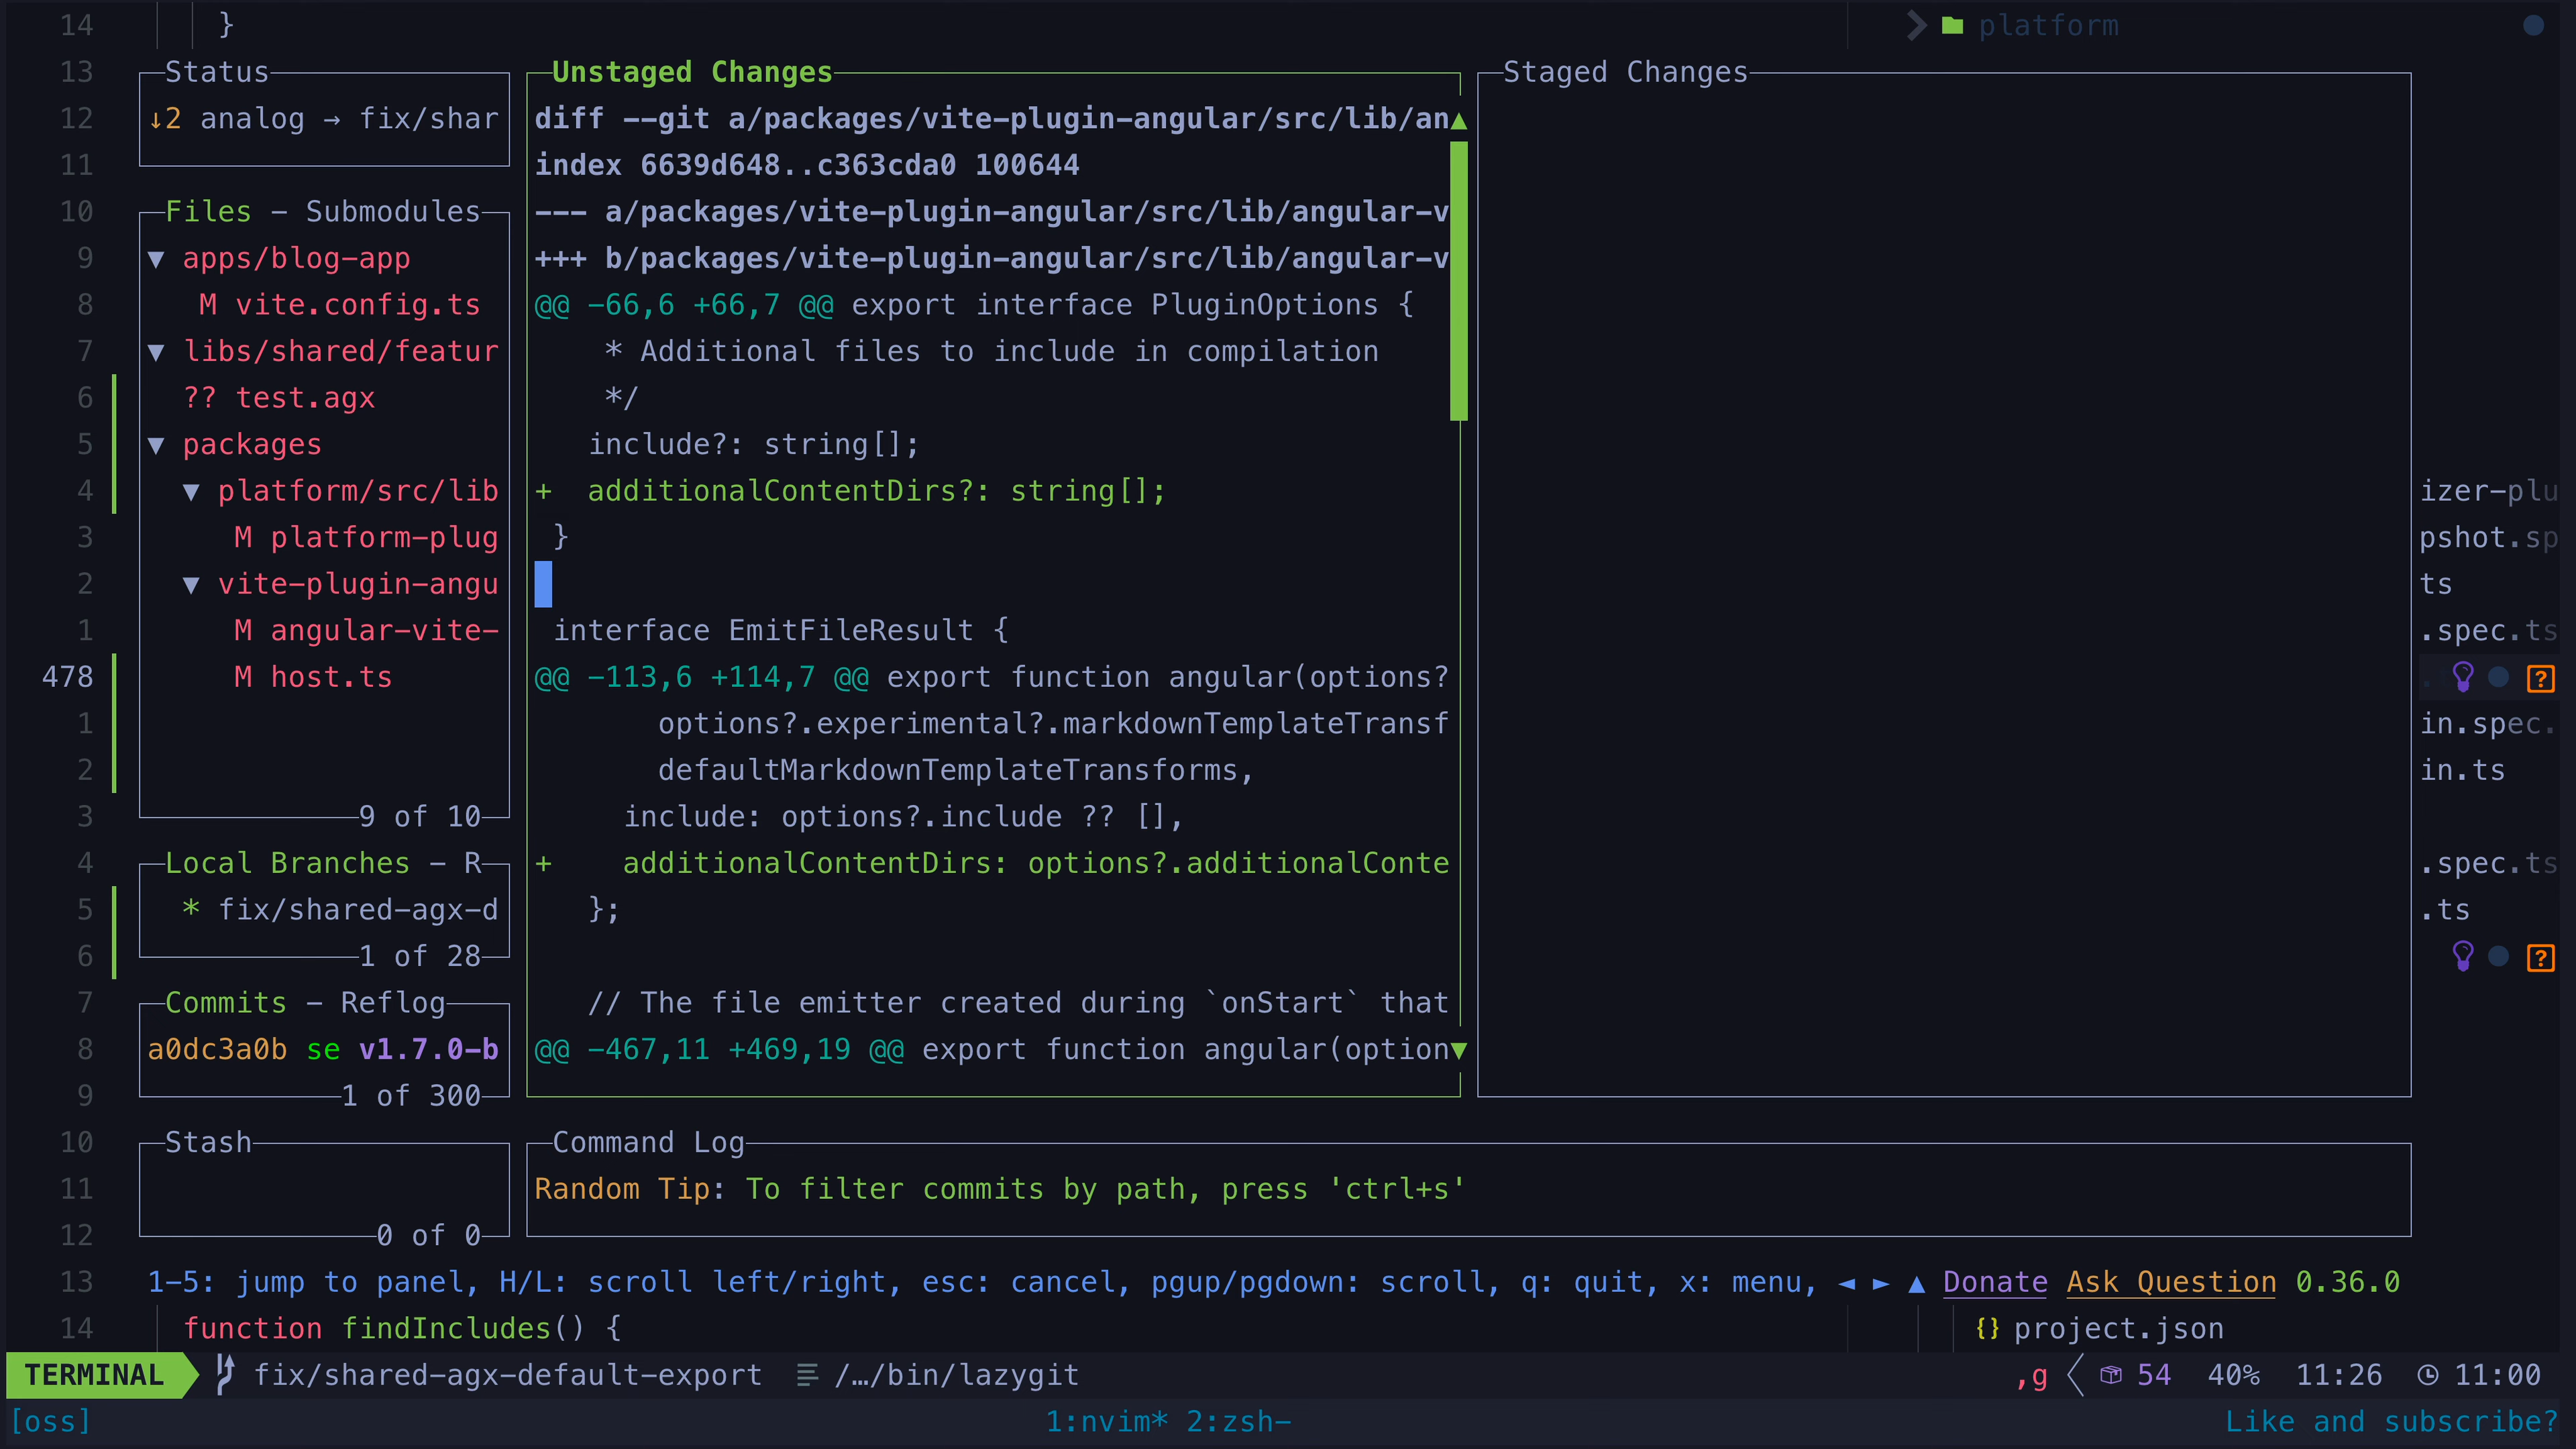 14 } platform
13 Status Unstaged Changes Staged Changes
12 ↓2 analog → fix/shar diff --git a/packages/vite-plugin-angular/src/lib/an▲
11 index 6639d648..c363cda0 100644
10 Files - Submodules --- a/packages/vite-plugin-angular/src/lib/angular-v
9 ▼ apps/blog-app +++ b/packages/vite-plugin-angular/src/lib/angular-v
8 M vite.config.ts @@ -66,6 +66,7 @@ export interface PluginOptions {
7 ▼ libs/shared/featur * Additional files to include in compilation
6 ?? test.agx */
5 ▼ packages include?: string[];
4 ▼ platform/src/lib + additionalContentDirs?: string[]; izer-plu
3 M platform-plug } pshot.sp
2 ▼ vite-plugin-angu ts
1 M angular-vite- interface EmitFileResult { .spec.ts
478 M host.ts @@ -113,6 +114,7 @@ export function angular(options?
1 options?.experimental?.markdownTemplateTransf in.spec.
2 defaultMarkdownTemplateTransforms, in.ts
3 9 of 10 include: options?.include ?? [],
4 Local Branches - R + additionalContentDirs: options?.additionalConte .spec.ts
5 * fix/shared-agx-d }; .ts
6 1 of 28
7 Commits - Reflog // The file emitter created during `onStart` that
8 a0dc3a0b se v1.7.0-b @@ -467,11 +469,19 @@ export function angular(option▼
9 1 of 300
10 Stash Command Log
11 Random Tip: To filter commits by path, press 'ctrl+s'
12 0 of 0
13 1-5: jump to panel, H/L: scroll left/right, esc: cancel, pgup/pgdown: scroll, q: quit, x: menu, ◄ ► ▲ Donate Ask Question 0.36.0
14 function findIncludes() { {} project.json
TERMINAL fix/shared-agx-default-export /…/bin/lazygit ,g 54 40% 11:26 11:00
[oss] 1:nvim* 2:zsh- Like and subscribe?